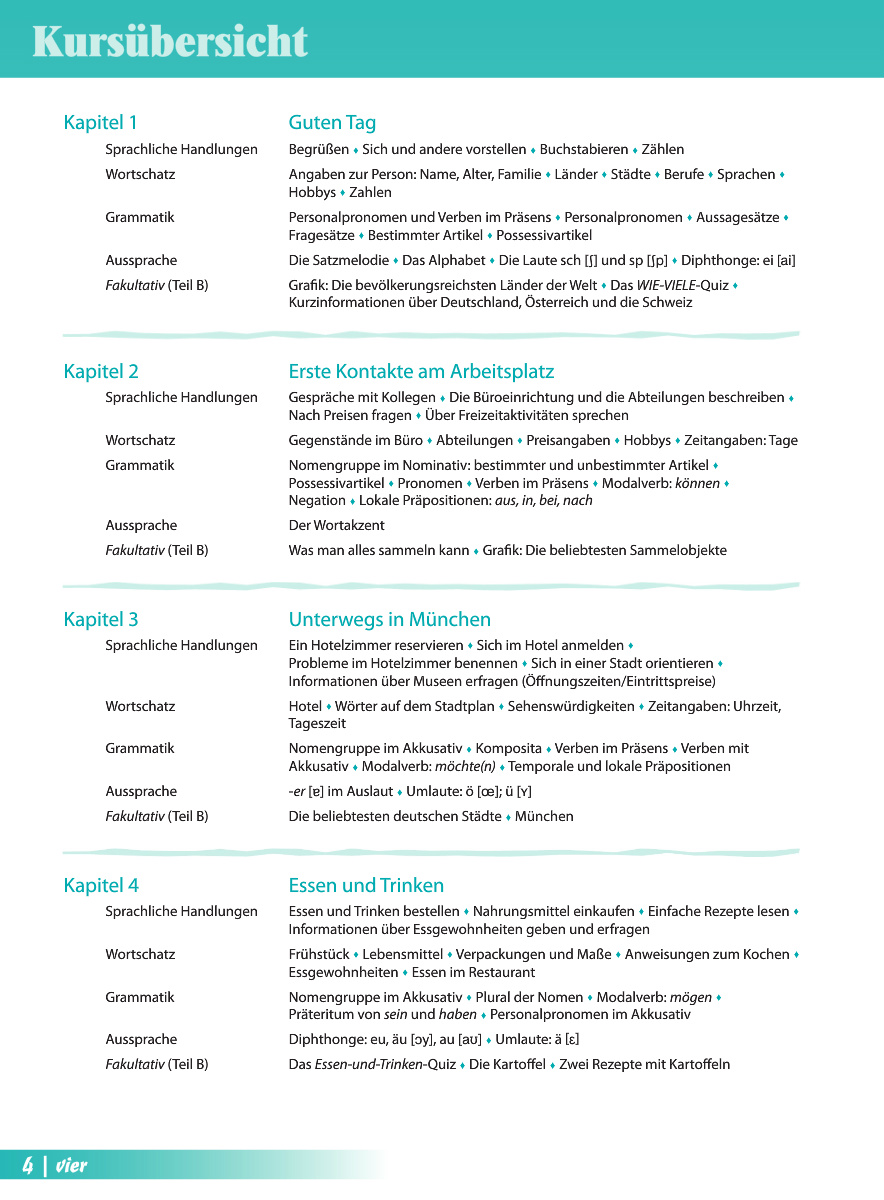 Kursübersicht
Kapitel 1 Guten Tag
Sprachliche Handlungen Begrüßen ♦ Sich und andere vorstellen ♦ Buchstabieren ♦ Zählen
Wortschatz Angaben zur Person: Name, Alter, Familie ♦ Länder ♦ Städte ♦ Berufe ♦ Sprachen ♦
Hobbys ♦ Zahlen
Grammatik Personalpronomen und Verben im Präsens ♦ Personalpronomen ♦ Aussagesätze ♦
Fragesätze ♦ Bestimmter Artikel ♦ Possessivartikel
Aussprache Die Satzmelodie ♦ Das Alphabet ♦ Die Laute sch [ʃ] und sp [ʃp] ♦ Diphthonge: ei [ai]
Fakultativ (Teil B) Grafik: Die bevölkerungsreichsten Länder der Welt ♦ Das WIE-VIELE-Quiz ♦
Kurzinformationen über Deutschland, Österreich und die Schweiz
Kapitel 2 Erste Kontakte am Arbeitsplatz
Sprachliche Handlungen Gespräche mit Kollegen ♦ Die Büroeinrichtung und die Abteilungen beschreiben ♦
Nach Preisen fragen ♦ Über Freizeitaktivitäten sprechen
Wortschatz Gegenstände im Büro ♦ Abteilungen ♦ Preisangaben ♦ Hobbys ♦ Zeitangaben: Tage
Grammatik Nomengruppe im Nominativ: bestimmter und unbestimmter Artikel ♦
Possessivartikel ♦ Pronomen ♦ Verben im Präsens ♦ Modalverb: können ♦
Negation ♦ Lokale Präpositionen: aus, in, bei, nach
Aussprache Der Wortakzent
Fakultativ (Teil B) Was man alles sammeln kann ♦ Grafik: Die beliebtesten Sammelobjekte
Kapitel 3 Unterwegs in München
Sprachliche Handlungen Ein Hotelzimmer reservieren ♦ Sich im Hotel anmelden ♦
Probleme im Hotelzimmer benennen ♦ Sich in einer Stadt orientieren ♦
Informationen über Museen erfragen (Öffnungszeiten/Eintrittspreise)
Wortschatz Hotel ♦ Wörter auf dem Stadtplan ♦ Sehenswürdigkeiten ♦ Zeitangaben: Uhrzeit,
Tageszeit
Grammatik Nomengruppe im Akkusativ ♦ Komposita ♦ Verben im Präsens ♦ Verben mit
Akkusativ ♦ Modalverb: möchte(n) ♦ Temporale und lokale Präpositionen
Aussprache -er [ɐ] im Auslaut ♦ Umlaute: ö [œ]; ü [ʏ]
Fakultativ (Teil B) Die beliebtesten deutschen Städte ♦ München
Kapitel 4 Essen und Trinken
Sprachliche Handlungen Essen und Trinken bestellen ♦ Nahrungsmittel einkaufen ♦ Einfache Rezepte lesen ♦
Informationen über Essgewohnheiten geben und erfragen
Wortschatz Frühstück ♦ Lebensmittel ♦ Verpackungen und Maße ♦ Anweisungen zum Kochen ♦
Essgewohnheiten ♦ Essen im Restaurant
Grammatik Nomengruppe im Akkusativ ♦ Plural der Nomen ♦ Modalverb: mögen ♦
Präteritum von sein und haben ♦ Personalpronomen im Akkusativ
Aussprache Diphthonge: eu, äu [ɔy], au [aʊ] ♦ Umlaute: ä [ɛ]
Fakultativ (Teil B) Das Essen-und-Trinken-Quiz ♦ Die Kartoffel ♦ Zwei Rezepte mit Kartoffeln
4 | vier